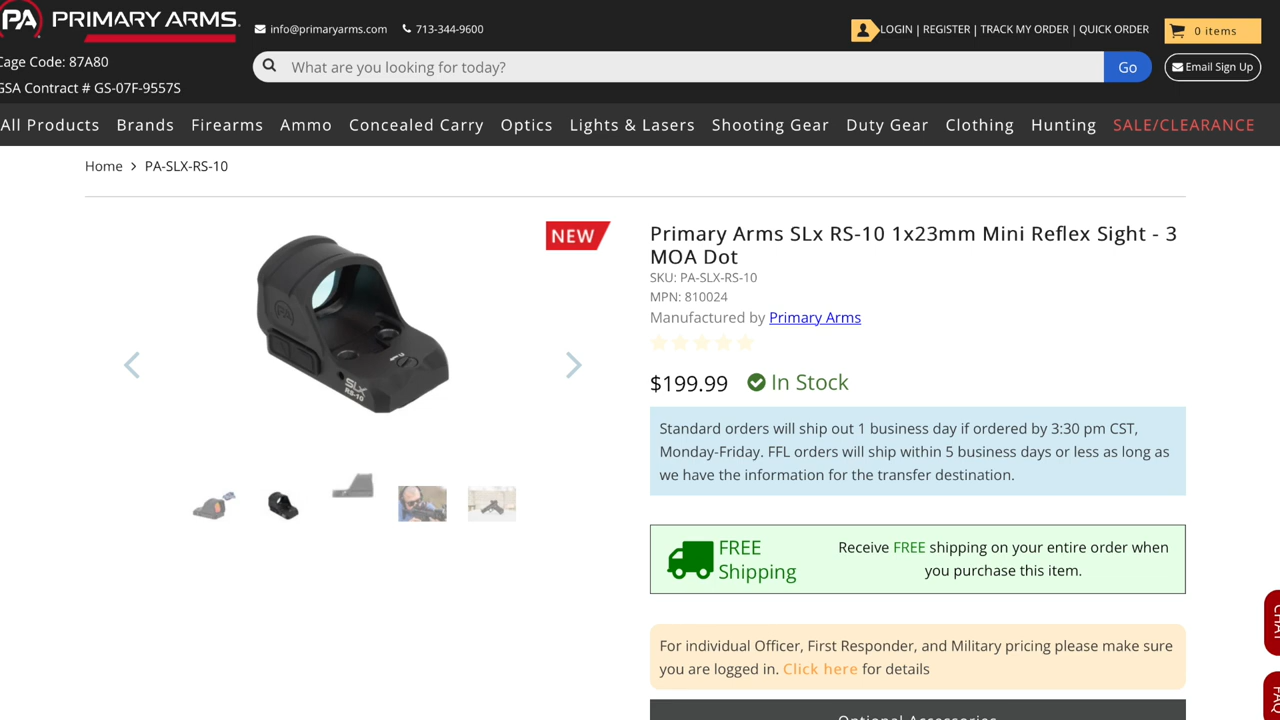 PA PRIMARY ARMS
info@primaryarms.com 713-344-9600
LOGIN | REGISTER | TRACK MY ORDER | QUICK ORDER
0 items
Cage Code: 87A80
What are you looking for today?
Go
Email Sign Up
GSA Contract # GS-07F-9557S
All Products Brands Firearms Ammo Concealed Carry Optics Lights & Lasers Shooting Gear Duty Gear Clothing Hunting SALE/CLEARANCE
Home > PA-SLX-RS-10
NEW
PA
SLX
RS-10
Primary Arms SLx RS-10 1x23mm Mini Reflex Sight - 3
MOA Dot
SKU: PA-SLX-RS-10
MPN: 810024
Manufactured by Primary Arms
$199.99 In Stock
Standard orders will ship out 1 business day if ordered by 3:30 pm CST,
Monday-Friday. FFL orders will ship within 5 business days or less as long as
we have the information for the transfer destination.
FREE
Shipping
Receive FREE shipping on your entire order when
you purchase this item.
For individual Officer, First Responder, and Military pricing please make sure
you are logged in. Click here for details
CHAT
FAQ
Optional Accessories